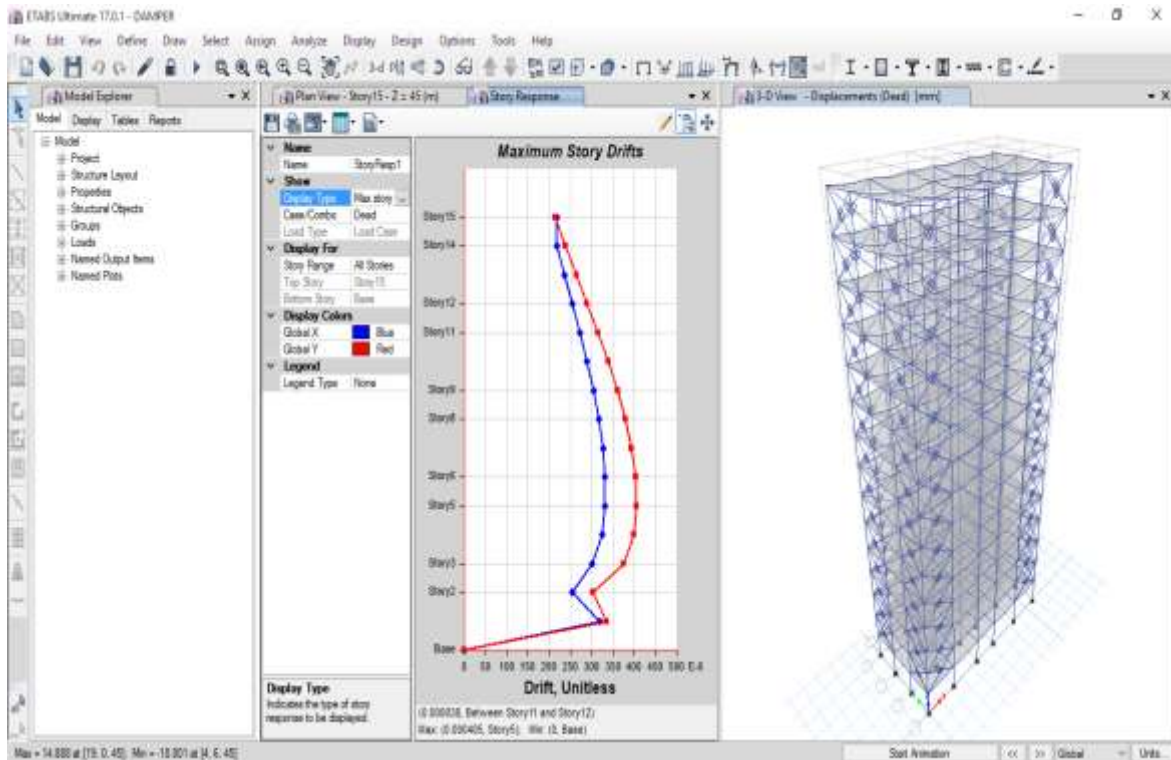 ETABS Ultimate 17.0.1 - DAMPER
File Edit View Define Draw Select Assign Analyze Display Design Options Tools Help
Model Explorer
Model Display Tables Reports
Model
Project
Structure Layout
Properties
Structural Objects
Groups
Loads
Named Output Items
Named Plots
Plan View - Story15 - Z = 45 (m)
Story Response
Name
Name StoryResp1
Show
Display Type Max story
Case/Combo Dead
Load Type Load Case
Display For
Story Range All Stories
Top Story Story15
Bottom Story Base
Display Colors
Global X Blue
Global Y Red
Legend
Legend Type None
Display Type
Indicates the type of story
response to be displayed.
Maximum Story Drifts
Story15
Story14
Story12
Story11
Story9
Story8
Story6
Story5
Story3
Story2
Base
0 50 100 150 200 250 300 350 400 450 500 E-6
Drift, Unitless
Between Story11 and Story12)
Max: (0.000405, Story5); Min: (0, Base)
3-D View - Displacements (Dead) [mm]
Start Animation << >> Global Units...